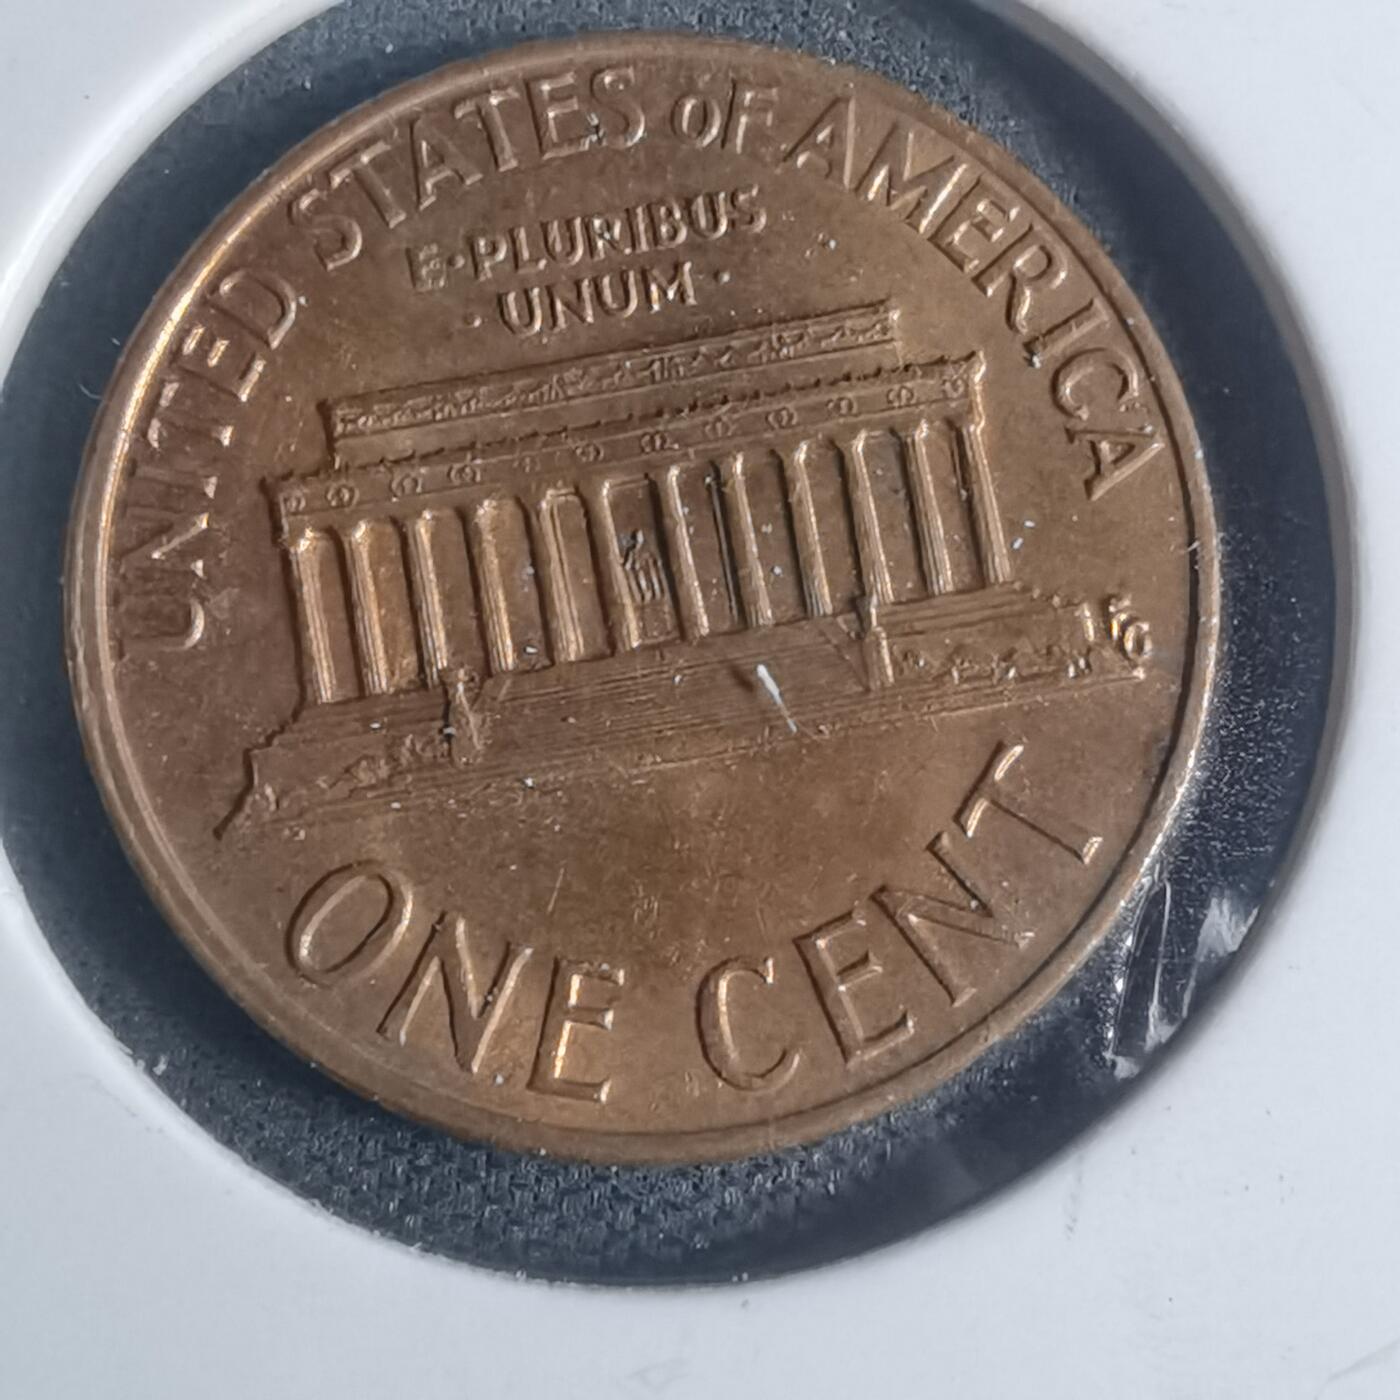 UNITED STATES oF AMERICA
E·PLURIBUS
·UNUM·
FG
ONE CENT